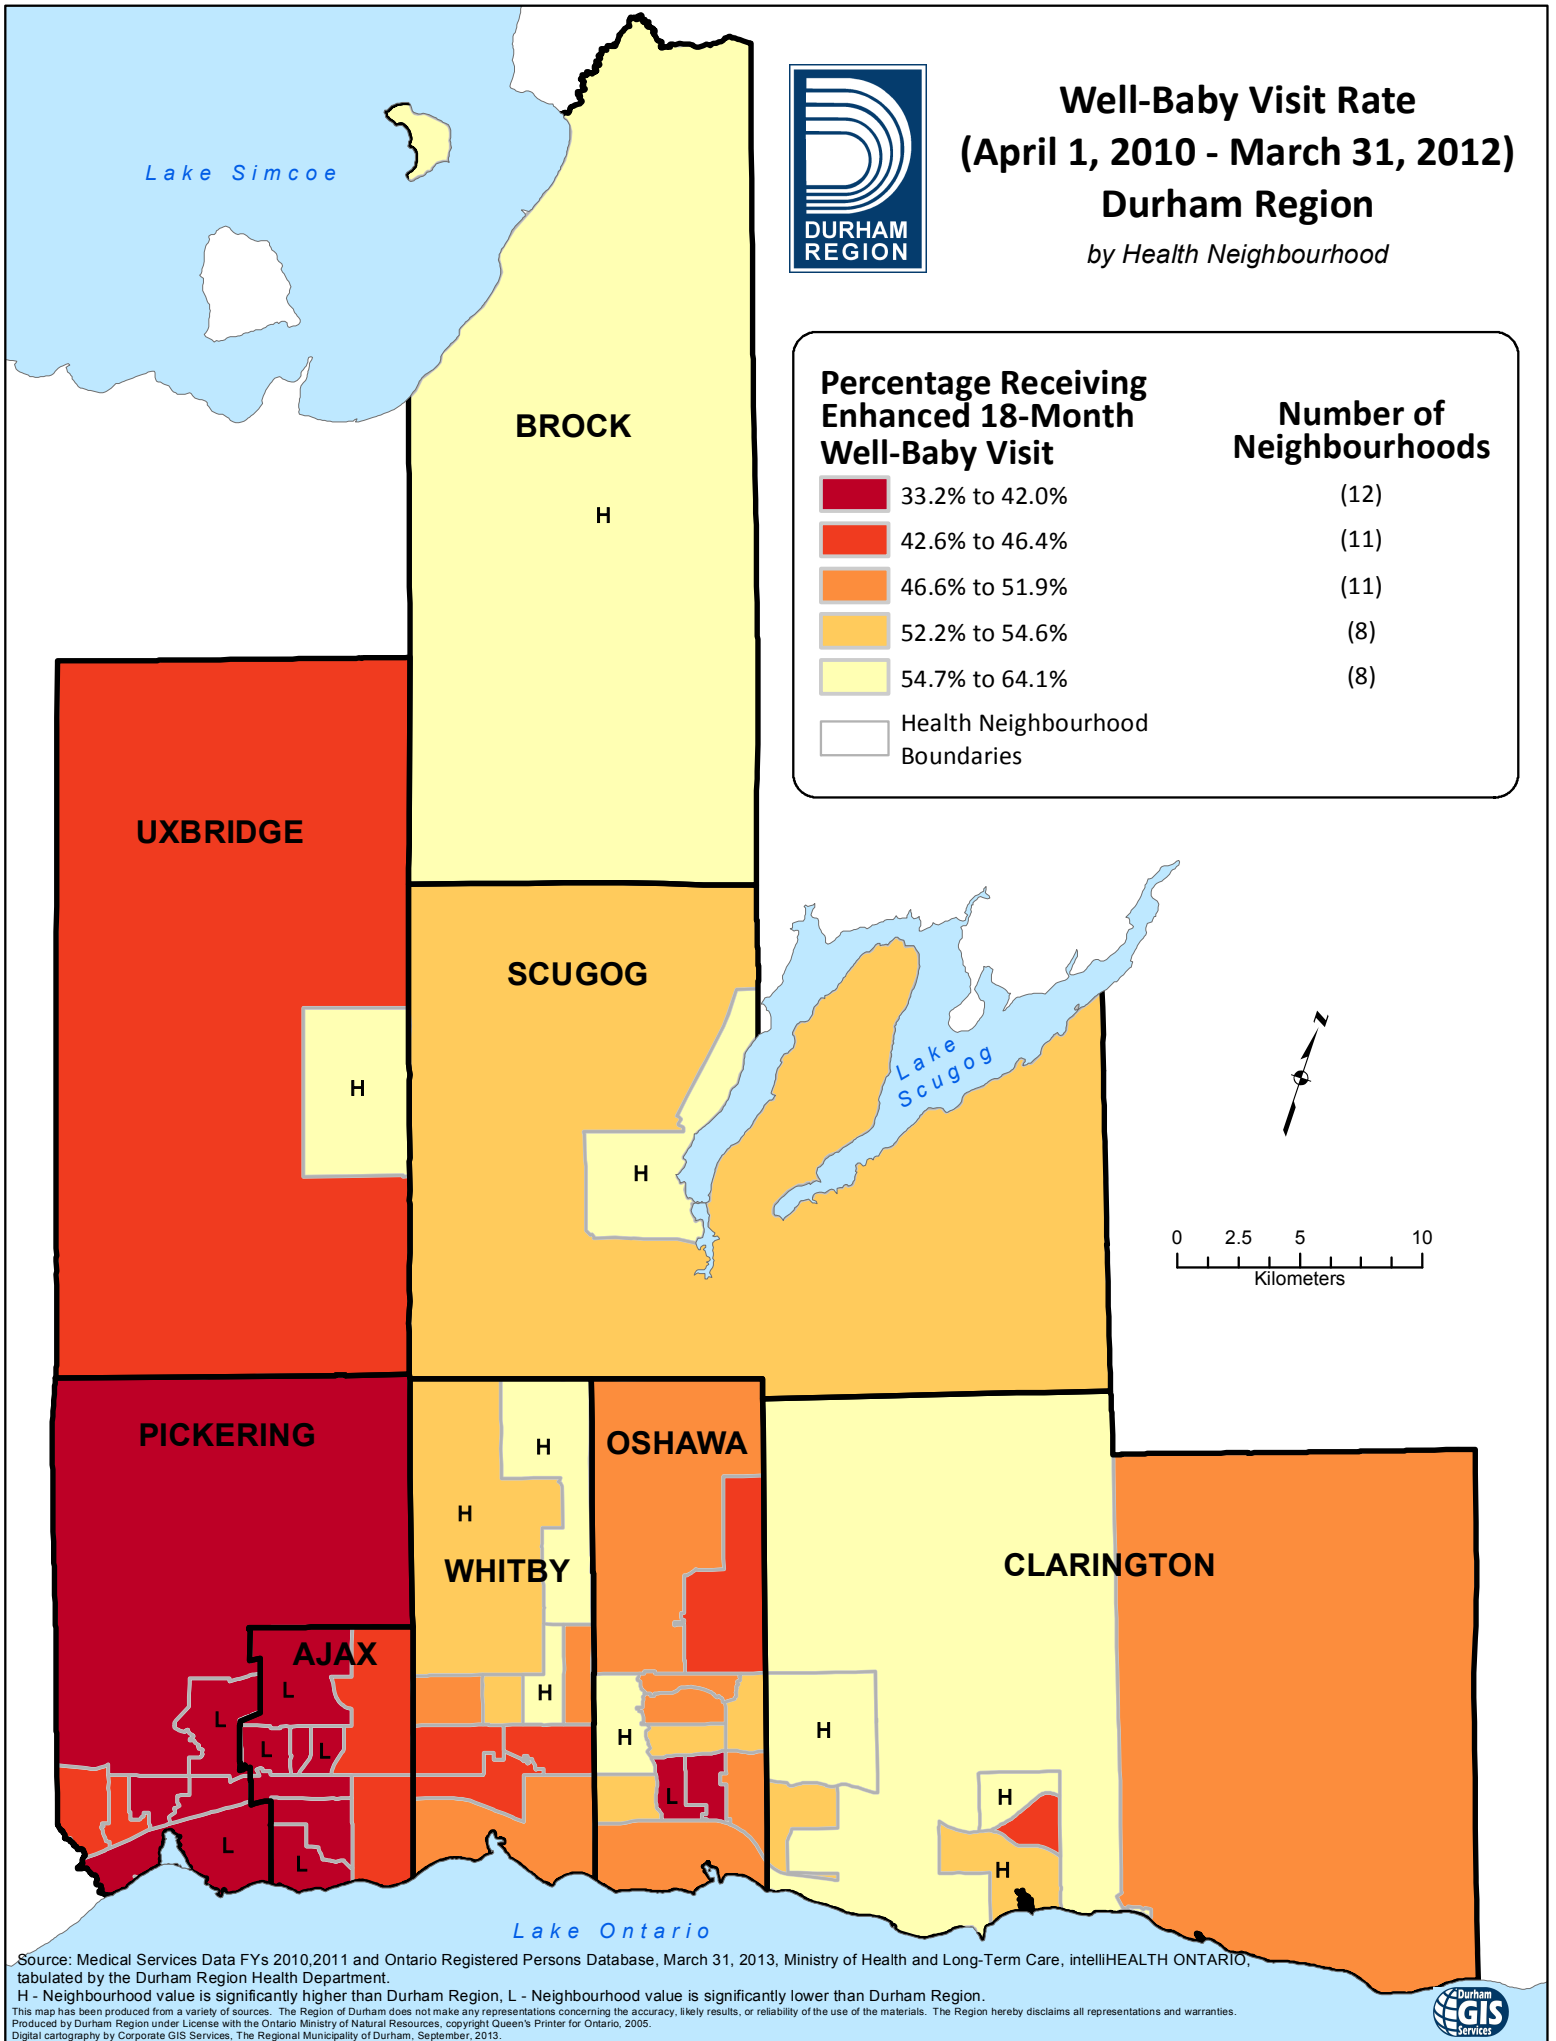 Well-Baby Visit Rate
(April 1, 2010 - March 31, 2012)
Durham Region
by Health Neighbourhood
DURHAM
REGION
Lake Simcoe
Percentage Receiving
Enhanced 18-Month
Well-Baby Visit
Number of
Neighbourhoods
33.2% to 42.0% (12)
42.6% to 46.4% (11)
46.6% to 51.9% (11)
52.2% to 54.6% (8)
54.7% to 64.1% (8)
Health Neighbourhood
Boundaries
BROCK
H
UXBRIDGE
H
SCUGOG
H
Lake
Scugog
N
0 2.5 5 10
Kilometers
PICKERING
L
L
AJAX
L
L
L
L
WHITBY
H
H
H
OSHAWA
H
L
CLARINGTON
H
H
H
Lake Ontario
Source: Medical Services Data FYs 2010,2011 and Ontario Registered Persons Database, March 31, 2013, Ministry of Health and Long-Term Care, intelliHEALTH ONTARIO,
tabulated by the Durham Region Health Department.
H - Neighbourhood value is significantly higher than Durham Region, L - Neighbourhood value is significantly lower than Durham Region.
This map has been produced from a variety of sources. The Region of Durham does not make any representations concerning the accuracy, likely results, or reliability of the use of the materials. The Region hereby disclaims all representations and warranties.
Produced by Durham Region under License with the Ontario Ministry of Natural Resources, copyright Queen's Printer for Ontario, 2005.
Digital cartography by Corporate GIS Services, The Regional Municipality of Durham, September, 2013.
Durham
GIS
Services